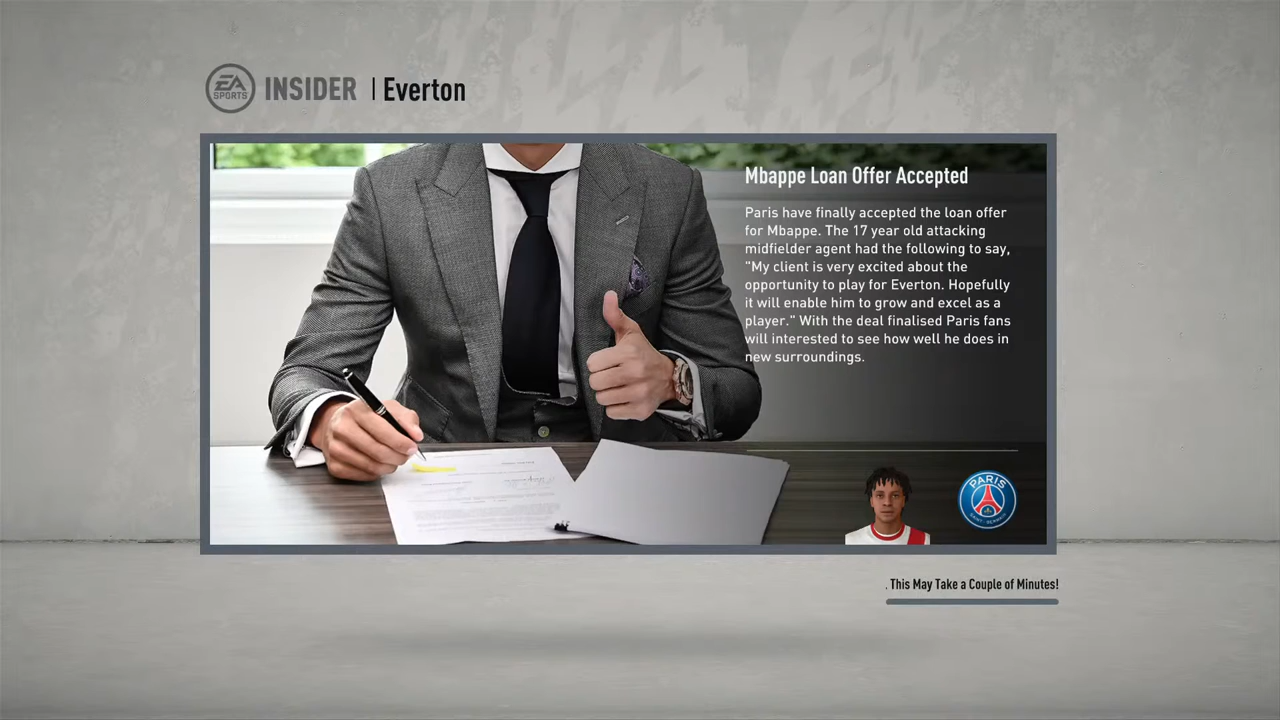 EA
SPORTS
INSIDER | Everton
Mbappe Loan Offer Accepted
Paris have finally accepted the loan offer
for Mbappe. The 17 year old attacking
midfielder agent had the following to say,
"My client is very excited about the
opportunity to play for Everton. Hopefully
it will enable him to grow and excel as a
player." With the deal finalised Paris fans
will interested to see how well he does in
new surroundings.
PARIS
SAINT-GERMAIN
. This May Take a Couple of Minutes!